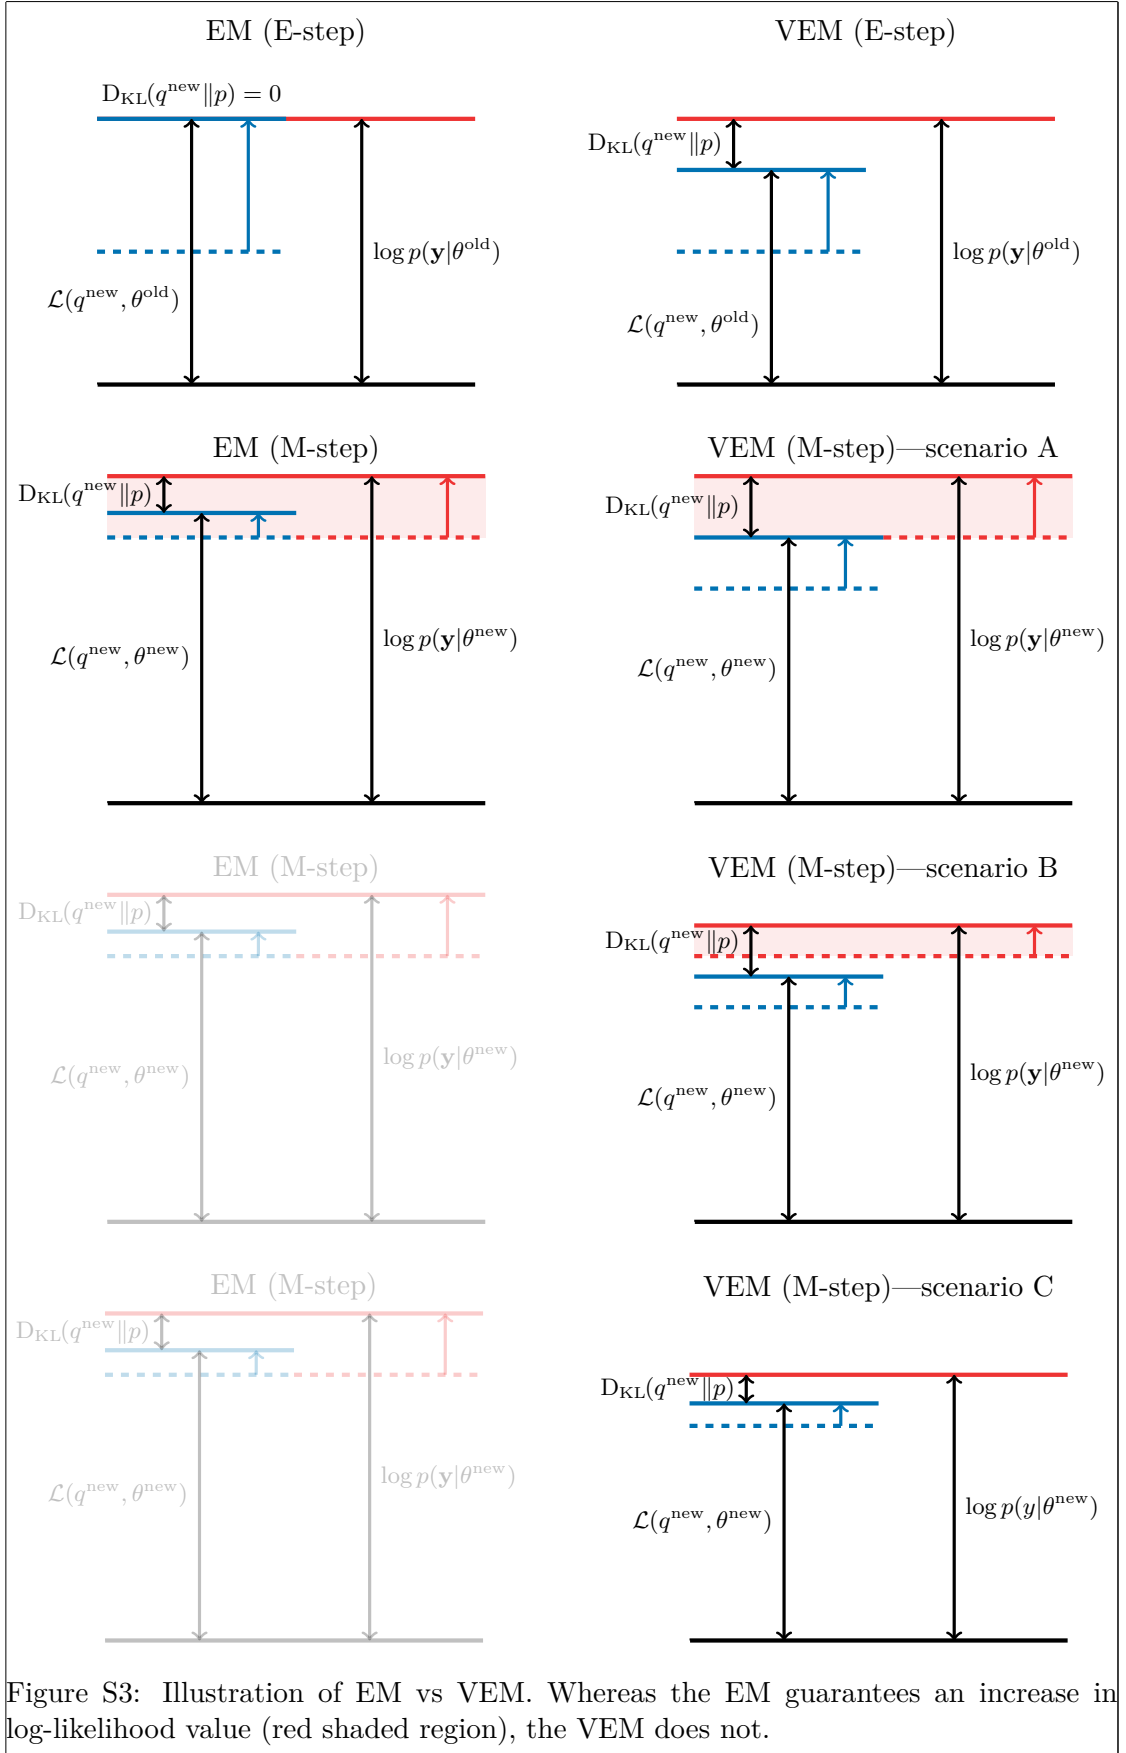 EM (E-step)
VEM (E-step)
D_KL(q^new‖p) = 0
D_KL(q^new‖p)
log p(𝐲|θ^old)
log p(𝐲|θ^old)
ℒ(q^new, θ^old)
ℒ(q^new, θ^old)
EM (M-step)
VEM (M-step)—scenario A
D_KL(q^new‖p)
D_KL(q^new‖p)
log p(𝐲|θ^new)
log p(𝐲|θ^new)
ℒ(q^new, θ^new)
ℒ(q^new, θ^new)
EM (M-step)
VEM (M-step)—scenario B
D_KL(q^new‖p)
D_KL(q^new‖p)
log p(𝐲|θ^new)
log p(𝐲|θ^new)
ℒ(q^new, θ^new)
ℒ(q^new, θ^new)
EM (M-step)
VEM (M-step)—scenario C
D_KL(q^new‖p)
D_KL(q^new‖p)
log p(𝐲|θ^new)
log p(y|θ^new)
ℒ(q^new, θ^new)
ℒ(q^new, θ^new)
Figure S3: Illustration of EM vs VEM. Whereas the EM guarantees an increase in
log-likelihood value (red shaded region), the VEM does not.